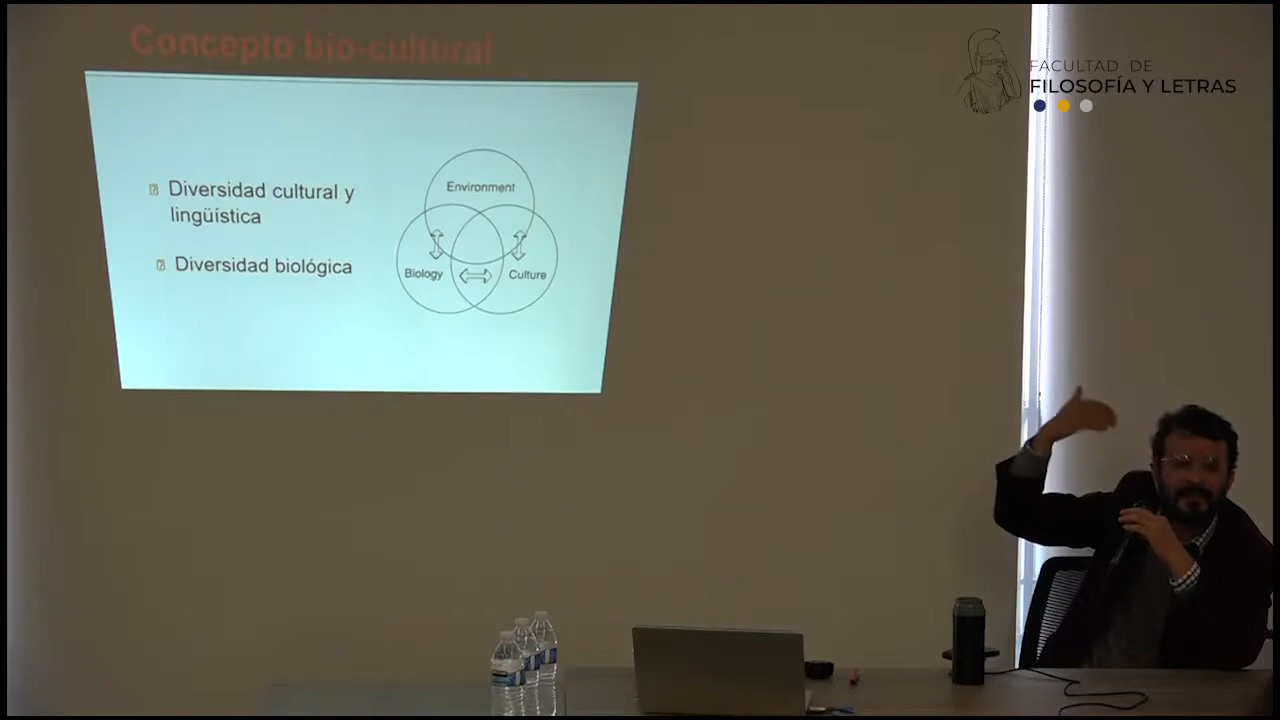 Concepto bio-cultural
FACULTAD DE
FILOSOFÍA Y LETRAS
Diversidad cultural y
lingüística
Diversidad biológica
Environment
Biology
Culture